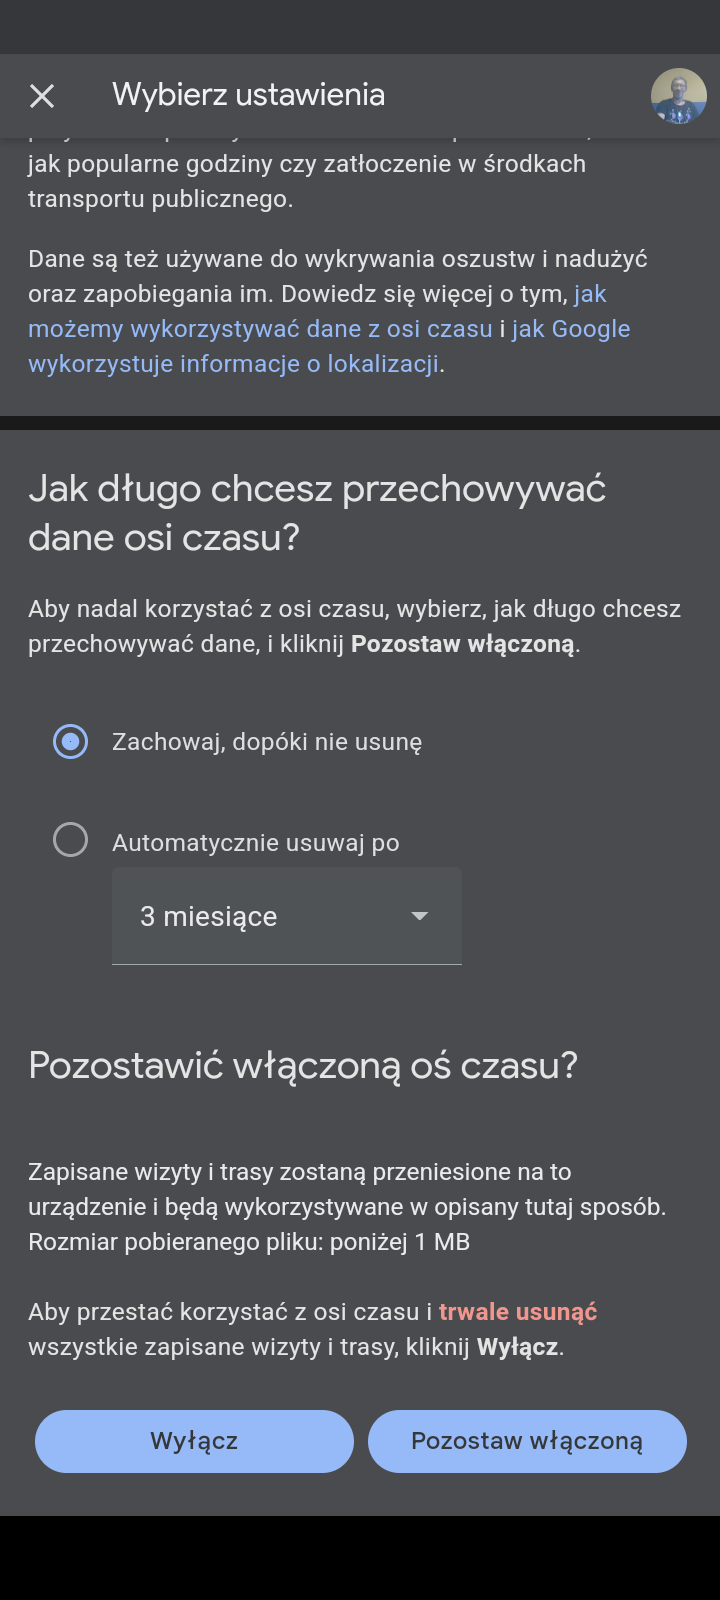 Wybierz ustawienia
jak popularne godziny czy zatłoczenie w środkach
transportu publicznego.
Dane są też używane do wykrywania oszustw i nadużyć
oraz zapobiegania im. Dowiedz się więcej o tym, jak
możemy wykorzystywać dane z osi czasu i jak Google
wykorzystuje informacje o lokalizacji.
Jak długo chcesz przechowywać
dane osi czasu?
Aby nadal korzystać z osi czasu, wybierz, jak długo chcesz
przechowywać dane, i kliknij Pozostaw włączoną.
Zachowaj, dopóki nie usunę
Automatycznie usuwaj po
3 miesiące
Pozostawić włączoną oś czasu?
Zapisane wizyty i trasy zostaną przeniesione na to
urządzenie i będą wykorzystywane w opisany tutaj sposób.
Rozmiar pobieranego pliku: poniżej 1 MB
Aby przestać korzystać z osi czasu i trwale usunąć
wszystkie zapisane wizyty i trasy, kliknij Wyłącz.
Wyłącz
Pozostaw włączoną